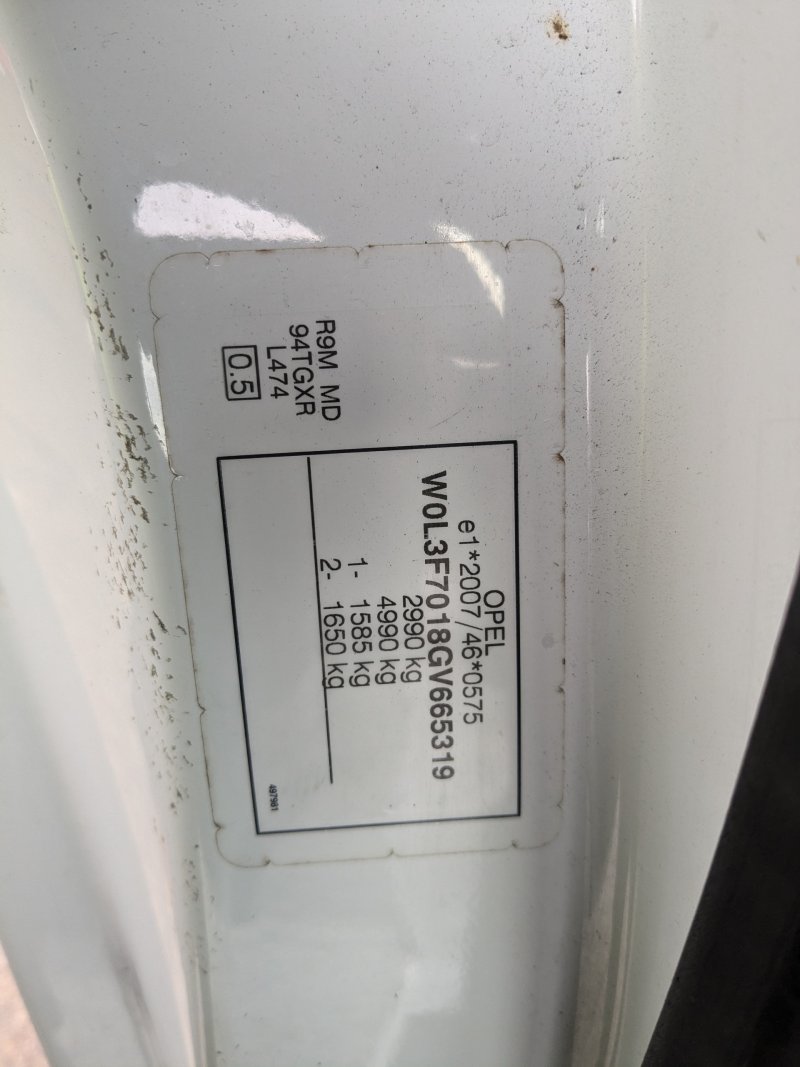 OPEL
e1*2007/46*0575
W0L3F7018GV665319
2990 kg
4990 kg
1- 1585 kg
2- 1650 kg
497981
R9M MD
94TGXR
L474
0.5